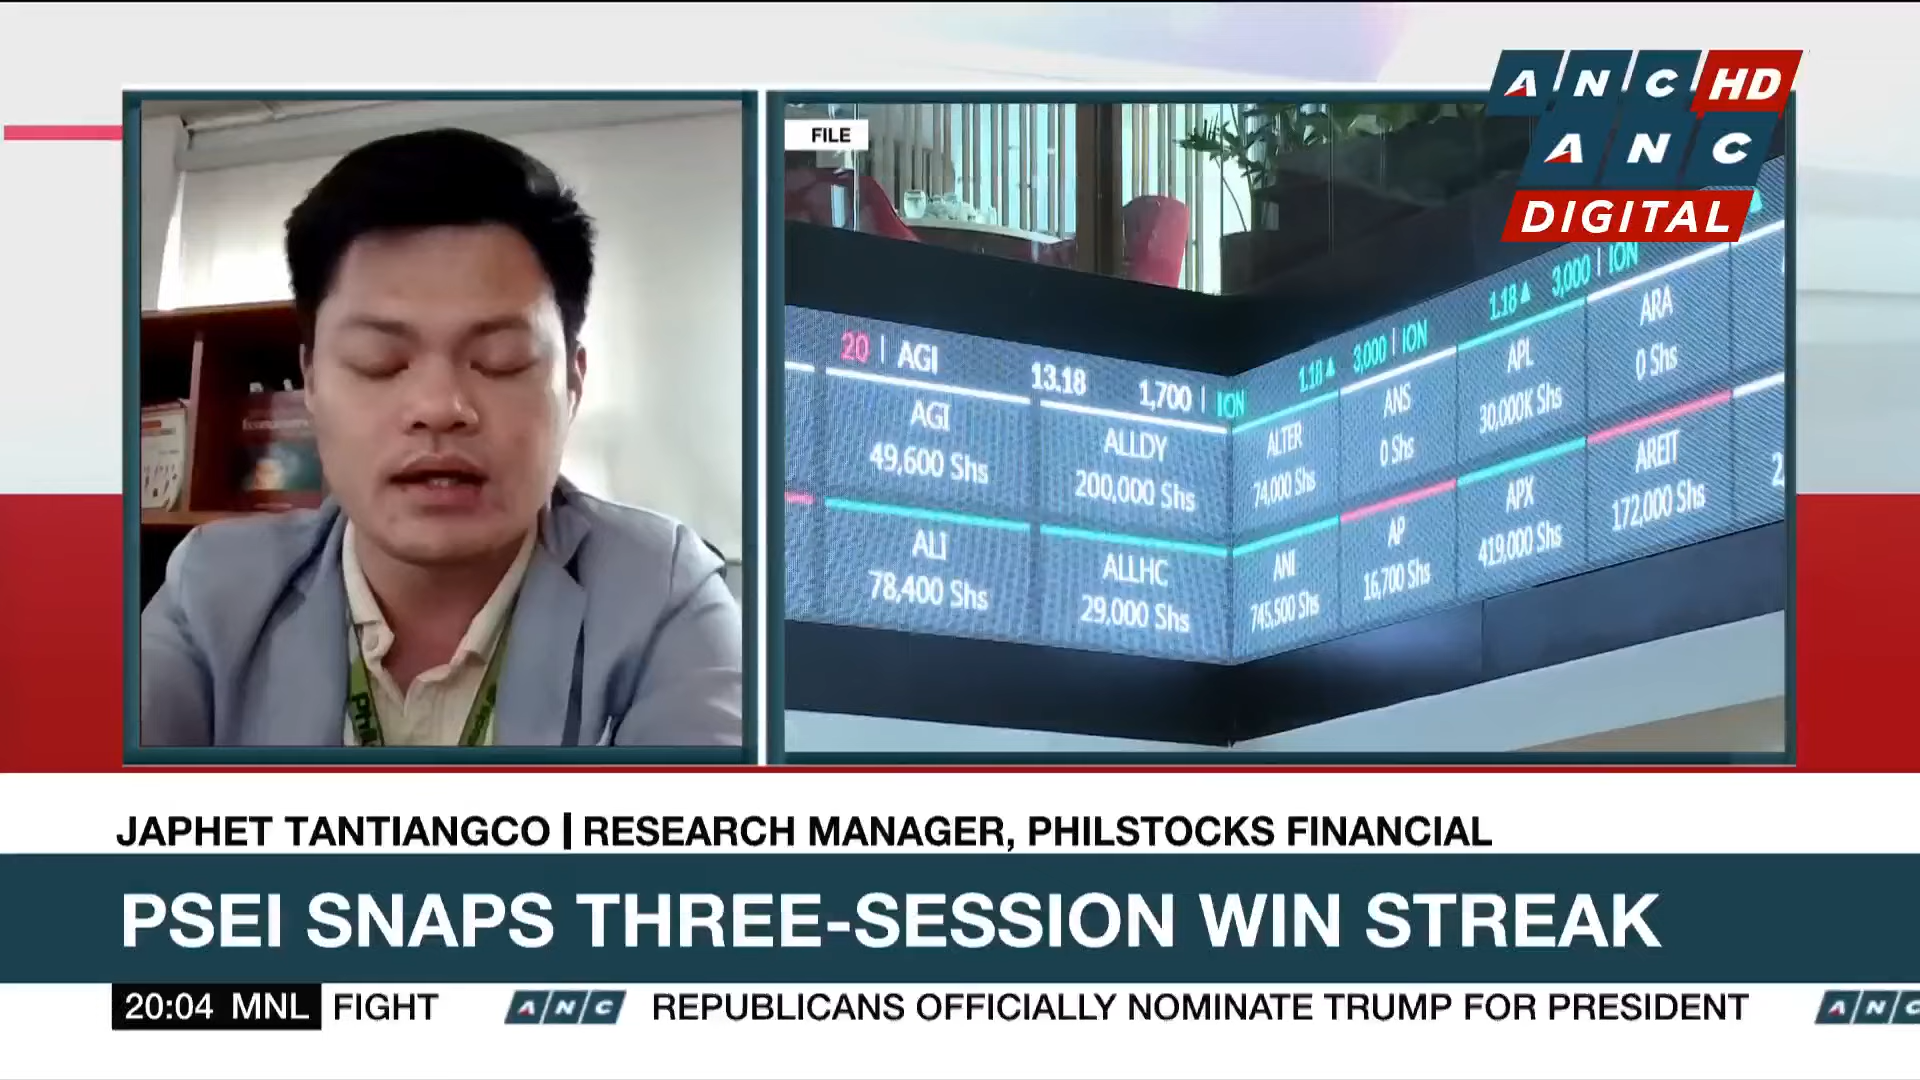 ANC HD
ANC
DIGITAL
FILE
20 | AGI 13.18 1,700 | ION 1.18▲ 3,000 | ION 1.18▲ 3,000 | ION
AGI
49,600 Shs
ALLDY
200,000 Shs
ALTER
74,000 Shs
ANS
0 Shs
APL
30,000K Shs
ARA
0 Shs
ALI
78,400 Shs
ALLHC
29,000 Shs
ANI
745,500 Shs
AP
16,700 Shs
APX
419,000 Shs
AREIT
172,000 Shs
JAPHET TANTIANGCO | RESEARCH MANAGER, PHILSTOCKS FINANCIAL
PSEI SNAPS THREE-SESSION WIN STREAK
20:04 MNL FIGHT ANC REPUBLICANS OFFICIALLY NOMINATE TRUMP FOR PRESIDENT ANC